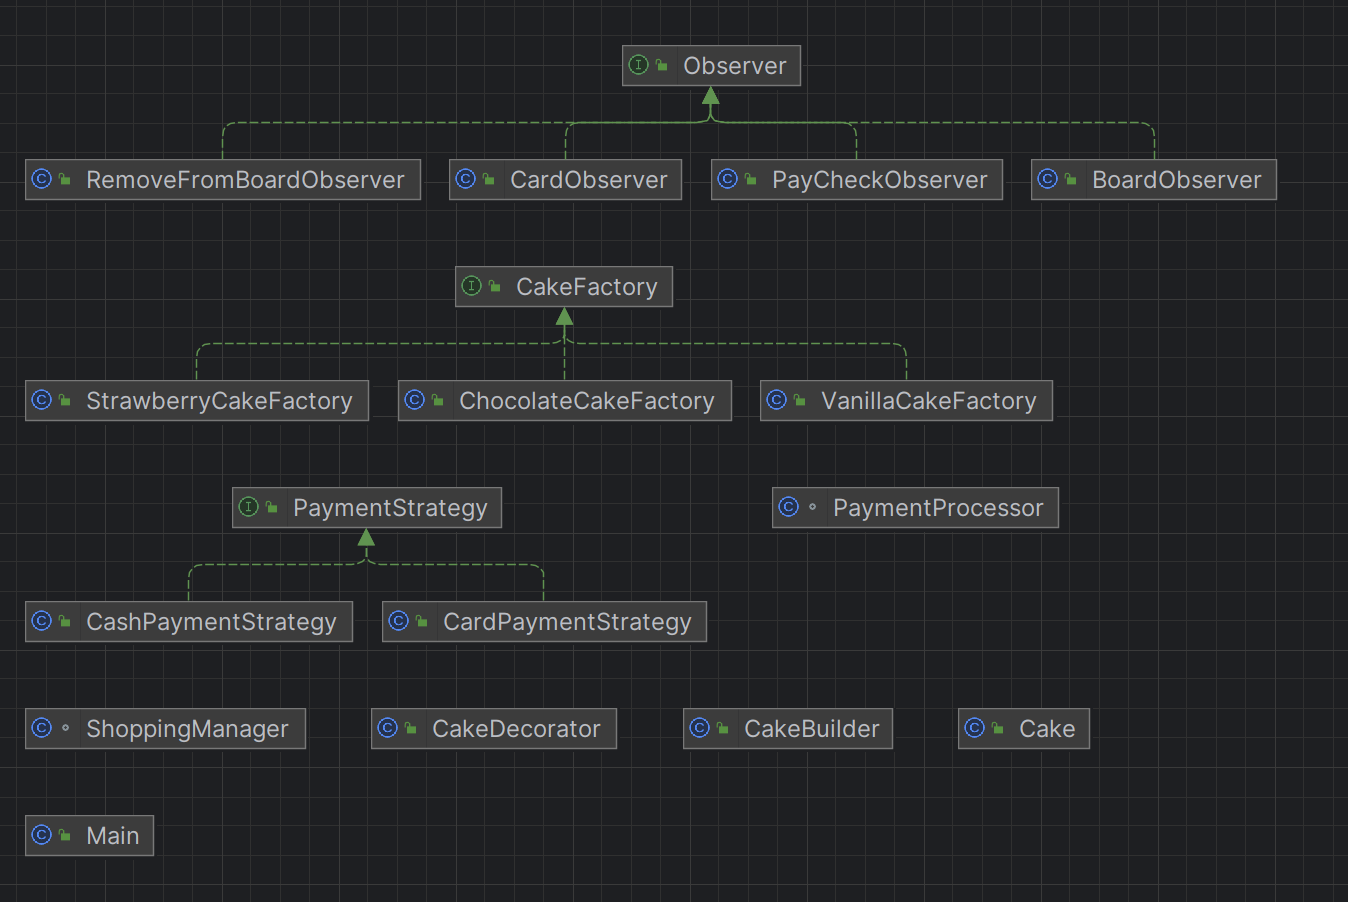 Observer
RemoveFromBoardObserver
CardObserver
PayCheckObserver
BoardObserver
CakeFactory
StrawberryCakeFactory
ChocolateCakeFactory
VanillaCakeFactory
PaymentStrategy
PaymentProcessor
CashPaymentStrategy
CardPaymentStrategy
ShoppingManager
CakeDecorator
CakeBuilder
Cake
Main